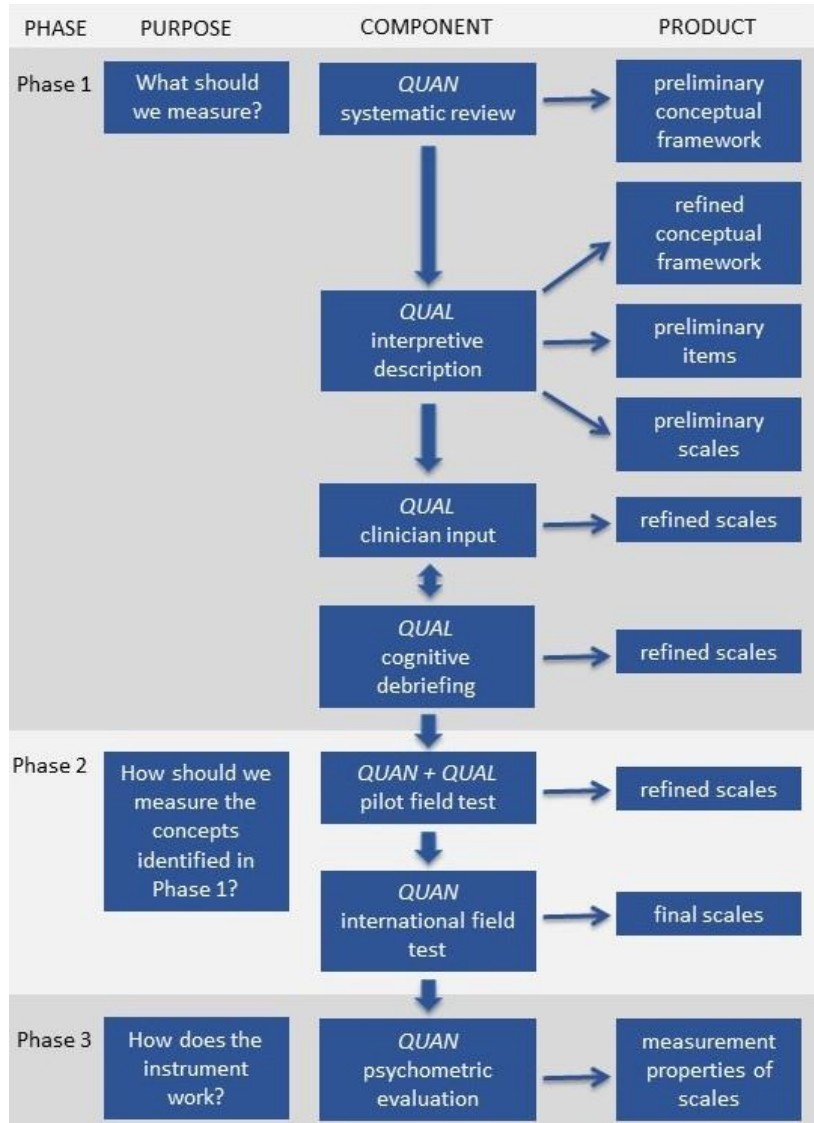 PHASE PURPOSE COMPONENT PRODUCT
Phase 1
What should
we measure?
QUAN
systematic review
preliminary
conceptual
framework
refined
conceptual
framework
QUAL
interpretive
description
preliminary
items
preliminary
scales
QUAL
clinician input
refined scales
QUAL
cognitive
debriefing
refined scales
Phase 2
How should we
measure the
concepts
identified in
Phase 1?
QUAN + QUAL
pilot field test
refined scales
QUAN
international field
test
final scales
Phase 3
How does the
instrument
work?
QUAN
psychometric
evaluation
measurement
properties of
scales